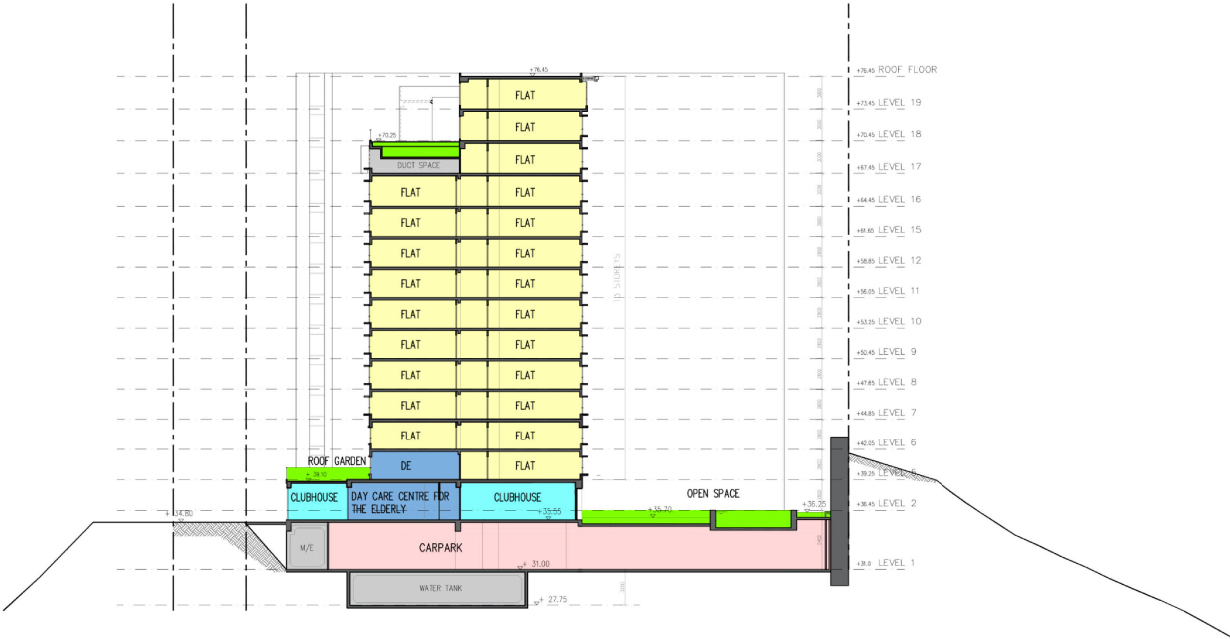 +76.45
+76.45 ROOF FLOOR
FLAT
+73.45 LEVEL 19
FLAT
+70.25
+70.45 LEVEL 18
DUCT SPACE
FLAT
+67.45 LEVEL 17
FLAT
FLAT
+64.45 LEVEL 16
FLAT
FLAT
+61.65 LEVEL 15
FLAT
FLAT
+58.85 LEVEL 12
FLAT
FLAT
+56.05 LEVEL 11
FLAT
FLAT
+53.25 LEVEL 10
FLAT
FLAT
+50.45 LEVEL 9
FLAT
FLAT
+47.65 LEVEL 8
FLAT
FLAT
+44.85 LEVEL 7
FLAT
FLAT
+42.05 LEVEL 6
ROOF GARDEN
DE
FLAT
+39.25 LEVEL 5
CLUBHOUSE
DAY CARE CENTRE FOR
THE ELDERLY
CLUBHOUSE
OPEN SPACE
+36.25
+36.45 LEVEL 2
+ 34.80
+35.55
+35.70
M/E
CARPARK
+ 31.00
+31.0 LEVEL 1
WATER TANK
+ 27.75